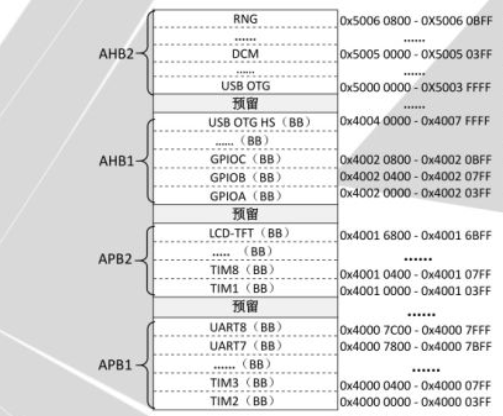 RNG 0x5006 0800 - 0X5006 0BFF
...... ......
AHB2 DCM 0x5005 0000 - 0X5005 03FF
...... ......
USB OTG 0x5000 0000 - 0X5003 FFFF
预留 ......
USB OTG HS（BB） 0x4004 0000 - 0x4007 FFFF
......（BB）
AHB1 GPIOC（BB） 0x4002 0800 - 0x4002 0BFF
GPIOB（BB） 0x4002 0400 - 0x4002 07FF
GPIOA（BB） 0x4002 0000 - 0x4002 03FF
预留
LCD-TFT（BB） 0x4001 6800 - 0x4001 6BFF
APB2 ...... （BB） ......
TIM8（BB） 0x4001 0400 - 0x4001 07FF
TIM1（BB） 0x4001 0000 - 0x4001 03FF
预留 ......
UART8（BB） 0x4000 7C00 - 0x4000 7FFF
UART7（BB） 0x4000 7800 - 0x4000 7BFF
APB1 ......（BB） ......
TIM3（BB） 0x4000 0400 - 0x4000 07FF
TIM2（BB） 0x4000 0000 - 0x4000 03FF